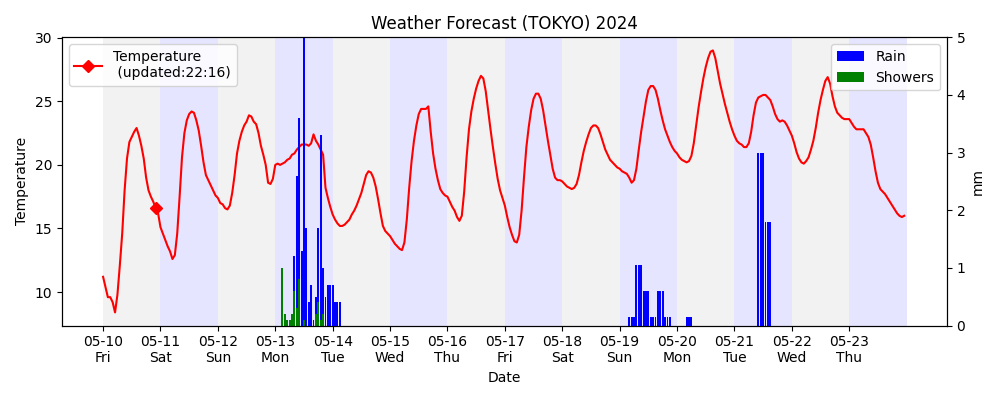 Weather Forecast (TOKYO) 2024
Temperature
(updated:22:16)
Rain
Showers
Temperature
30
25
20
15
10
mm
5
4
3
2
1
0
05-10 05-11 05-12 05-13 05-14 05-15 05-16 05-17 05-18 05-19 05-20 05-21 05-22 05-23
Fri Sat Sun Mon Tue Wed Thu Fri Sat Sun Mon Tue Wed Thu
Date